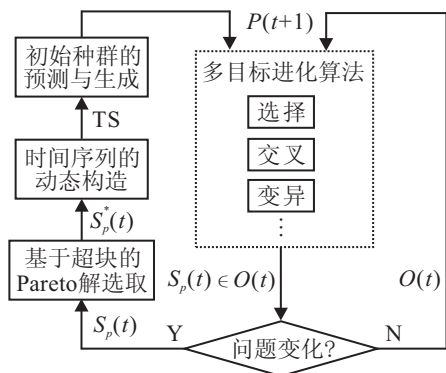 P(t+1)
初始种群的
预测与生成
多目标进化算法
选择
交叉
变异
⋮
TS
时间序列的
动态构造
S*p(t)
基于超块的
Pareto解选取
Sp(t)∈O(t)
O(t)
Sp(t)
Y
问题变化?
N